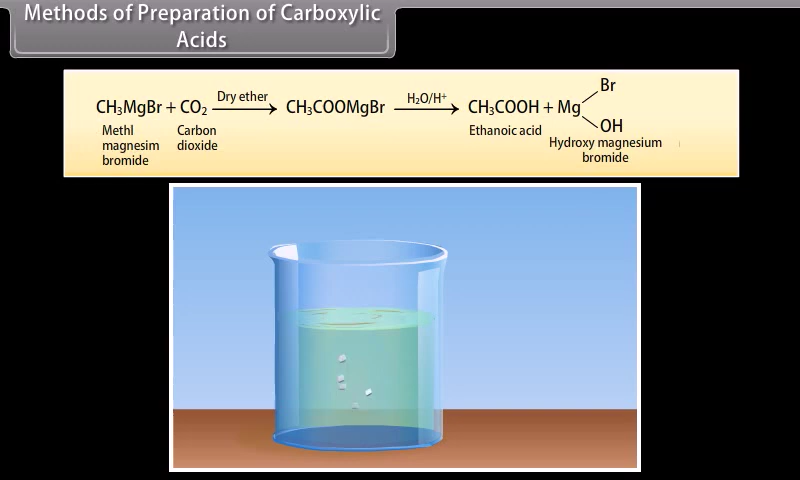 Methods of Preparation of Carboxylic
Acids
CH₃MgBr + CO₂ Dry ether → CH₃COOMgBr H₂O/H⁺ → CH₃COOH + Mg Br OH
Methl magnesim bromide
Carbon dioxide
Ethanoic acid
Hydroxy magnesium
bromide